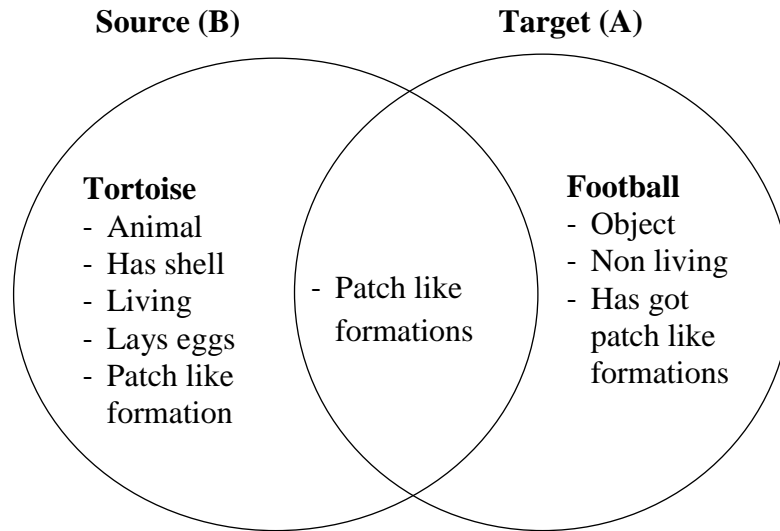 Source (B)
Target (A)
Tortoise
- Animal
- Has shell
- Living
- Lays eggs
- Patch like
formation
- Patch like
formations
Football
- Object
- Non living
- Has got
patch like
formations